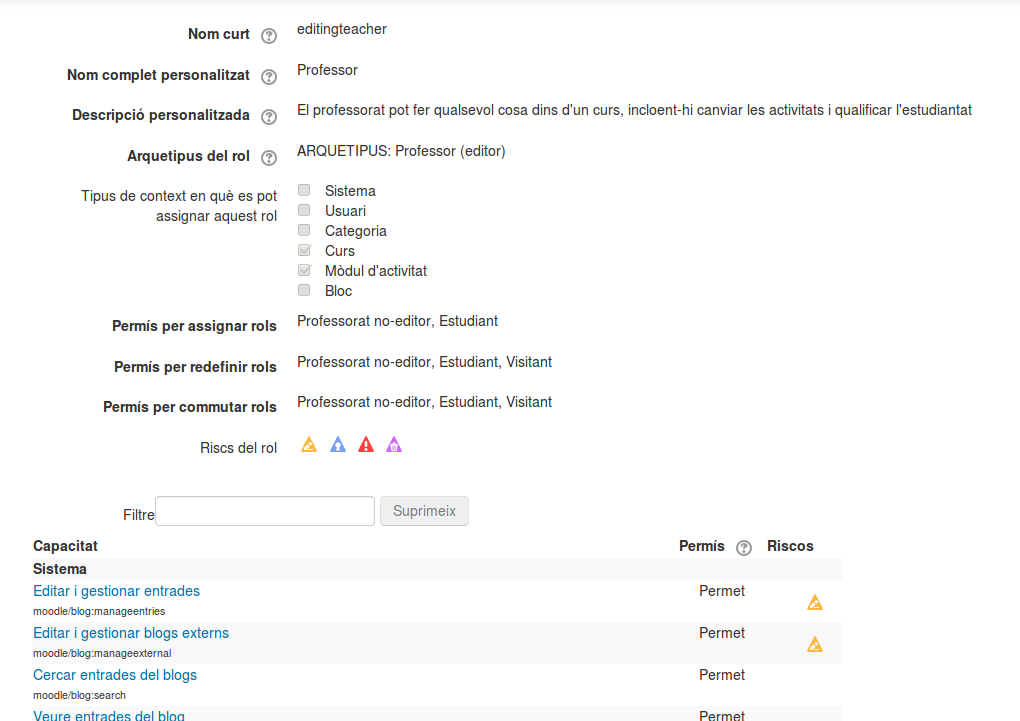 Nom curt editingteacher
Nom complet personalitzat Professor
Descripció personalitzada El professorat pot fer qualsevol cosa dins d'un curs, incloent-hi canviar les activitats i qualificar l'estudiantat
Arquetipus del rol ARQUETIPUS: Professor (editor)
Tipus de context en què es pot
assignar aquest rol
Sistema
Usuari
Categoria
Curs
Mòdul d'activitat
Bloc
Permís per assignar rols Professorat no-editor, Estudiant
Permís per redefinir rols Professorat no-editor, Estudiant, Visitant
Permís per commutar rols Professorat no-editor, Estudiant, Visitant
Riscs del rol
Filtre Suprimeix
Capacitat Permís Riscos
Sistema
Editar i gestionar entrades Permet
moodle/blog:manageentries
Editar i gestionar blogs externs Permet
moodle/blog:manageexternal
Cercar entrades del blogs Permet
moodle/blog:search
Veure entrades del blog Permet